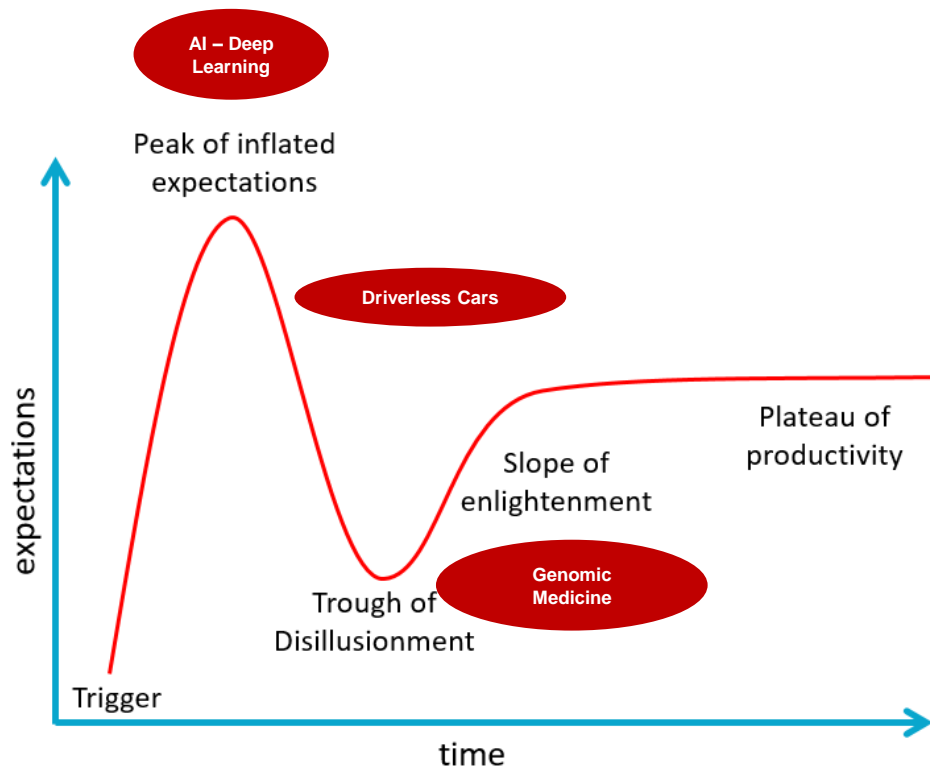 AI – Deep
Learning
Peak of inflated
expectations
Driverless Cars
expectations
Plateau of
productivity
Slope of
enlightenment
Genomic
Medicine
Trough of
Disillusionment
Trigger
time